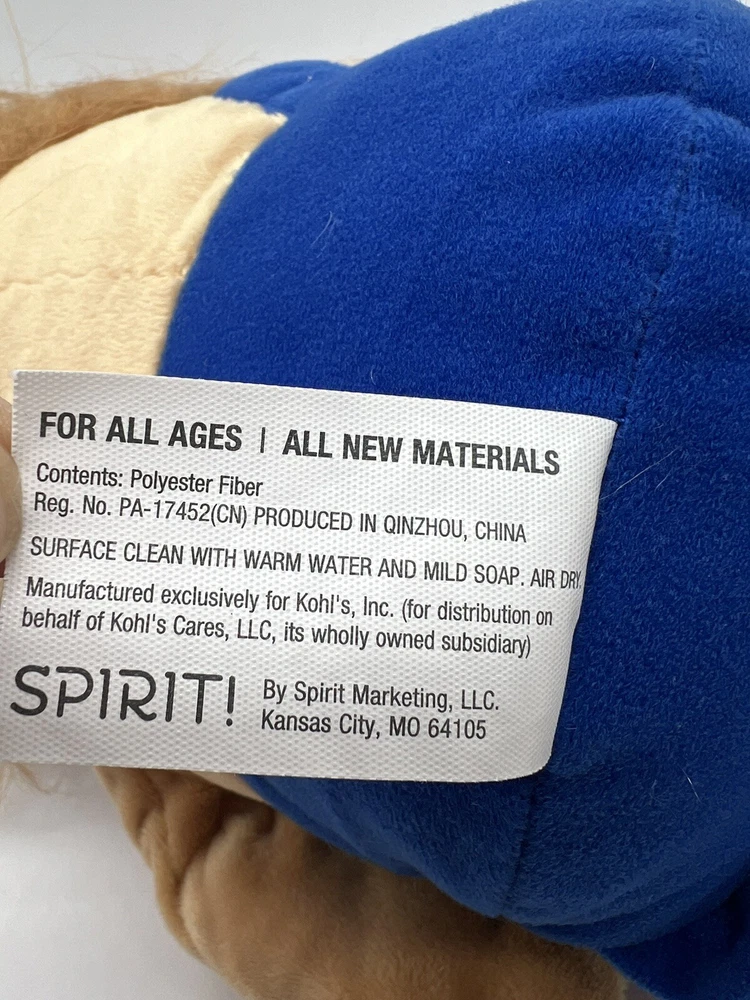 FOR ALL AGES | ALL NEW MATERIALS
Contents: Polyester Fiber
Reg. No. PA-17452(CN) PRODUCED IN QINZHOU, CHINA
SURFACE CLEAN WITH WARM WATER AND MILD SOAP. AIR DRY.
Manufactured exclusively for Kohl's, Inc. (for distribution on
behalf of Kohl's Cares, LLC, its wholly owned subsidiary)
SPIRIT! By Spirit Marketing, LLC.
Kansas City, MO 64105